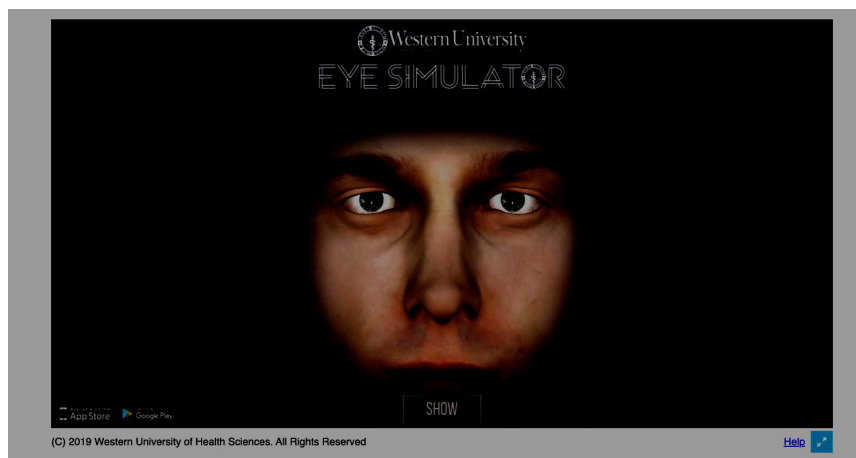 Western University
EYE SIMULATOR
SHOW
App Store
Google Play
(C) 2019 Western University of Health Sciences. All Rights Reserved
Help